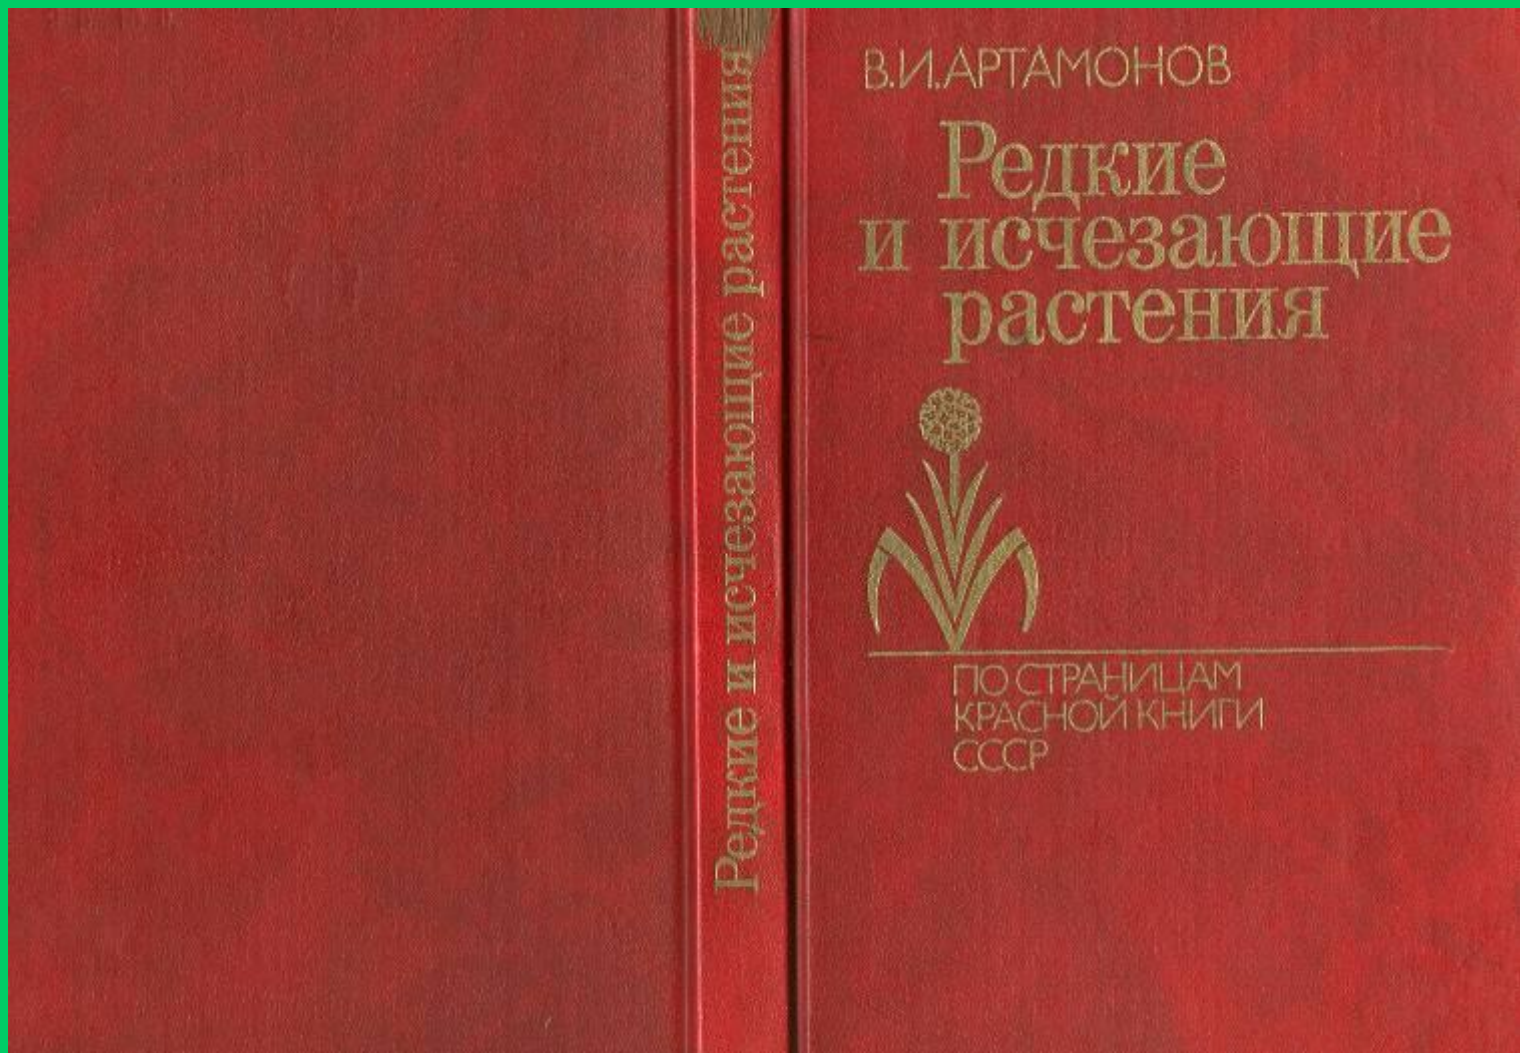 Редкие и исчезающие растения
В.И.АРТАМОНОВ
Редкие
и исчезающие
растения
ПО СТРАНИЦАМ
КРАСНОЙ КНИГИ
СССР